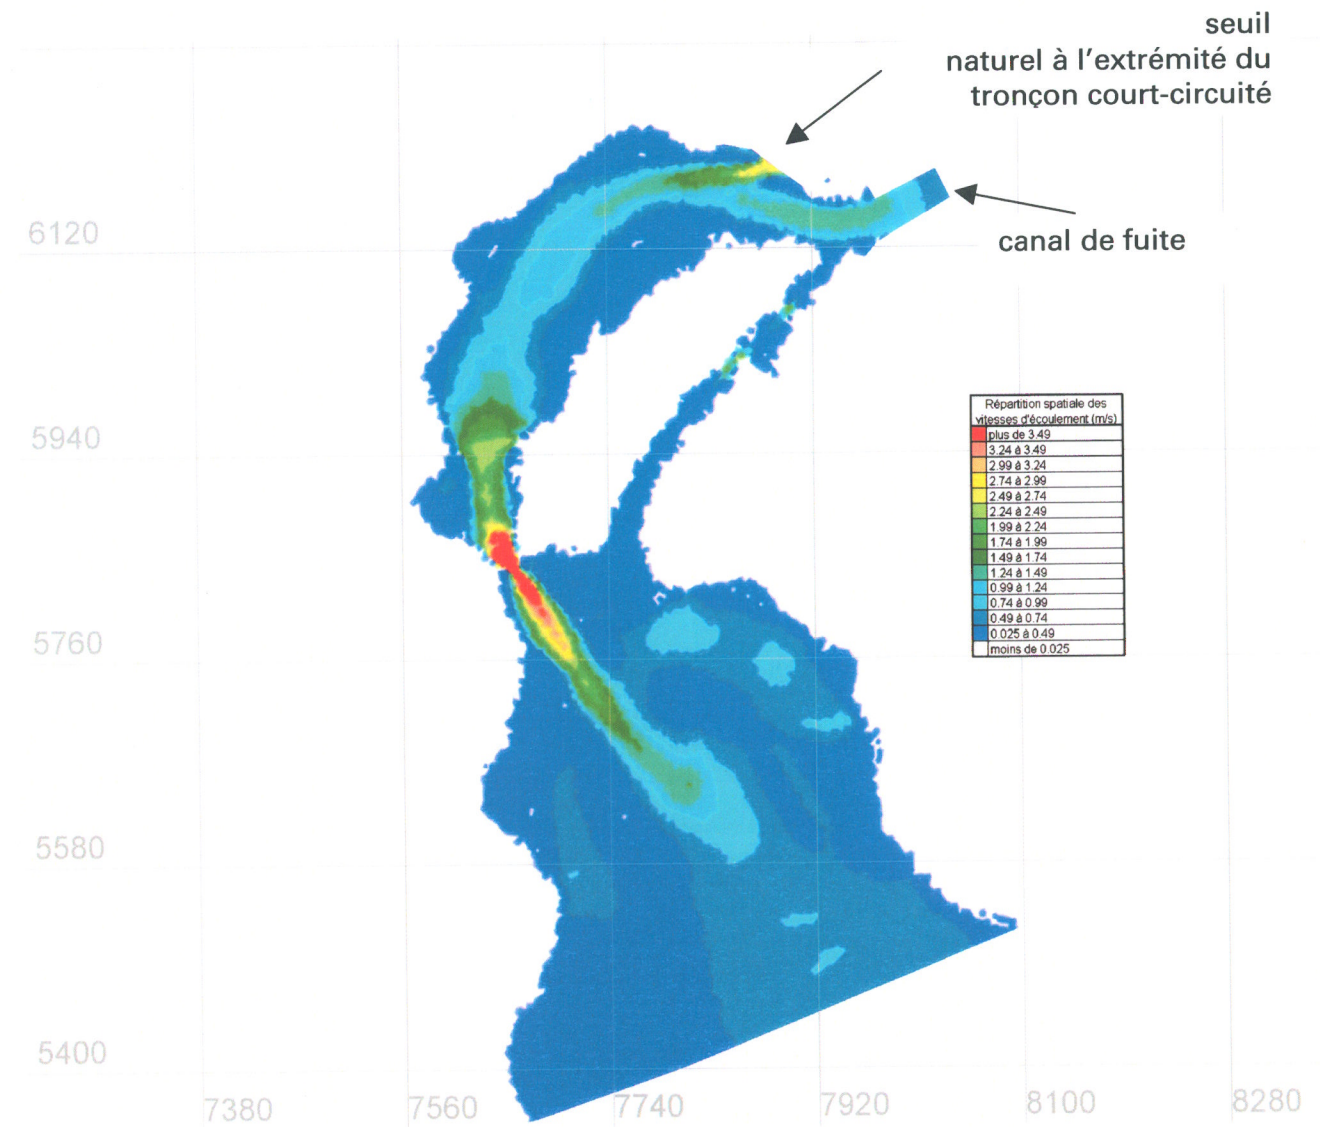 seuil
naturel à l'extrémité du
tronçon court-circuité
canal de fuite
6120
5940
5760
5580
5400
7380
7560
7740
7920
8100
8280
Répartition spatiale des
vitesses d'écoulement (m/s)
plus de 3.49
3.24 à 3.49
2.99 à 3.24
2.74 à 2.99
2.49 à 2.74
2.24 à 2.49
1.99 à 2.24
1.74 à 1.99
1.49 à 1.74
1.24 à 1.49
0.99 à 1.24
0.74 à 0.99
0.49 à 0.74
0.025 à 0.49
moins de 0.025